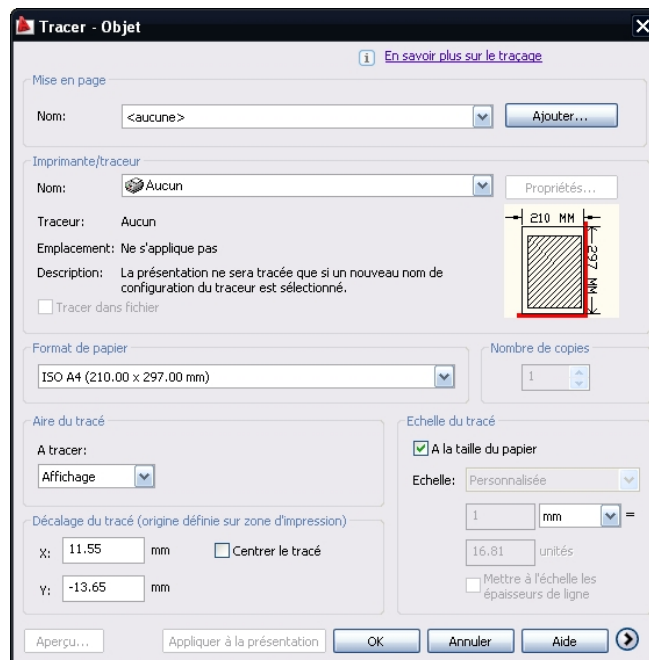 Tracer - Objet
En savoir plus sur le traçage
Mise en page
Nom: <aucune> Ajouter...
Imprimante/traceur
Nom: Aucun Propriétés...
Traceur: Aucun
Emplacement: Ne s'applique pas
Description: La présentation ne sera tracée que si un nouveau nom de
configuration du traceur est sélectionné.
Tracer dans fichier
210 MM
297 MM
Format de papier
ISO A4 (210.00 x 297.00 mm)
Nombre de copies
1
Aire du tracé
A tracer:
Affichage
Echelle du tracé
A la taille du papier
Echelle: Personnalisée
1 mm =
16.81 unités
Mettre à l'échelle les
épaisseurs de ligne
Décalage du tracé (origine définie sur zone d'impression)
X: 11.55 mm Centrer le tracé
Y: -13.65 mm
Aperçu... Appliquer à la présentation OK Annuler Aide